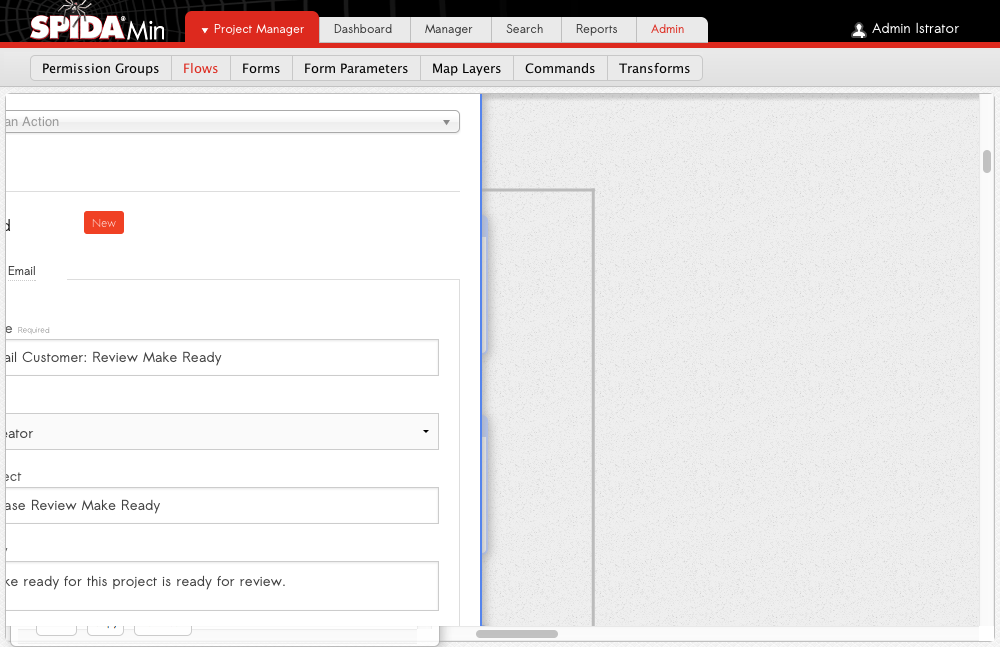 SPIDA® Min
▼ Project Manager
Dashboard
Manager
Search
Reports
Admin
Admin Istrator
Permission Groups
Flows
Forms
Form Parameters
Map Layers
Commands
Transforms
an Action
d
New
Email
e Required
ail Customer: Review Make Ready
eator
ect
ase Review Make Ready
ke ready for this project is ready for review.